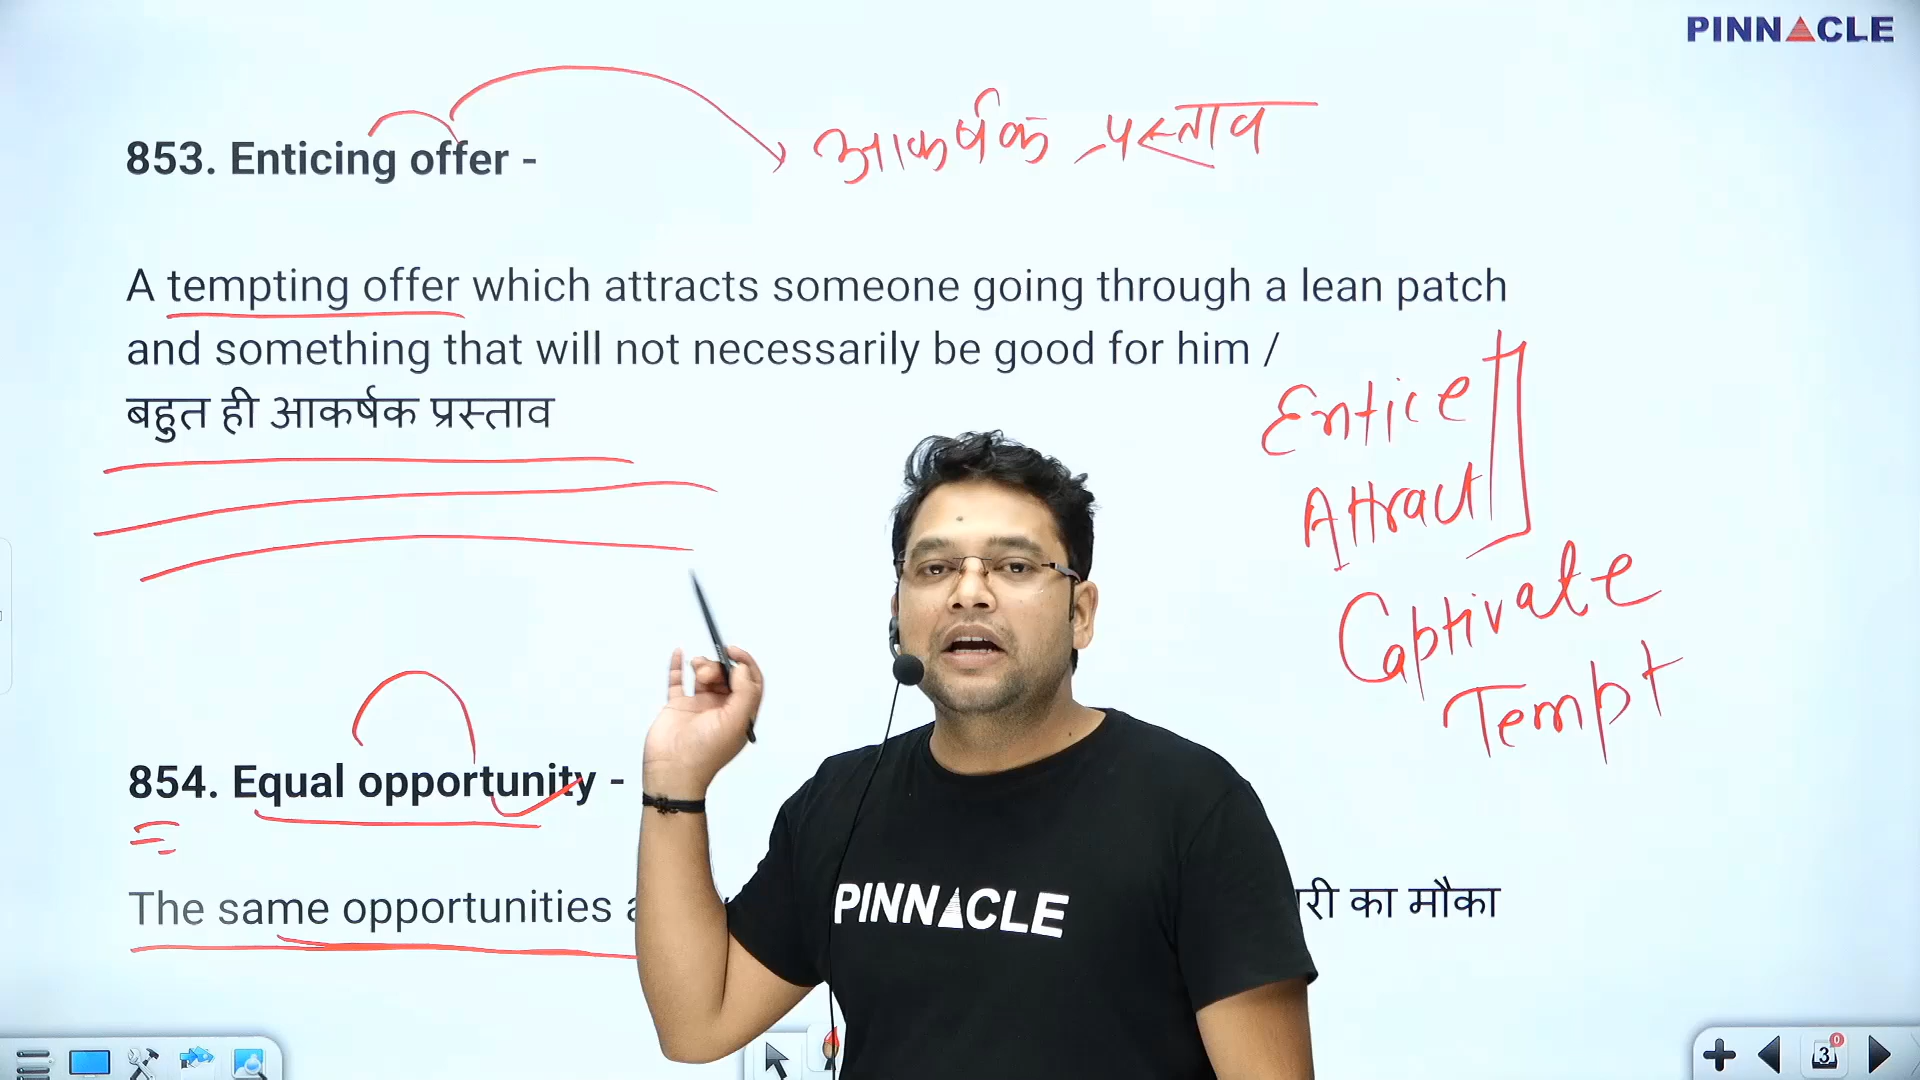 PINNACLE
853. Enticing offer -
आकर्षक प्रस्ताव
A tempting offer which attracts someone going through a lean patch
and something that will not necessarily be good for him /
बहुत ही आकर्षक प्रस्ताव
Entice
Attract
Captivate
Tempt
854. Equal opportunity -
The same opportunities
री का मौका
PINNACLE
3
0